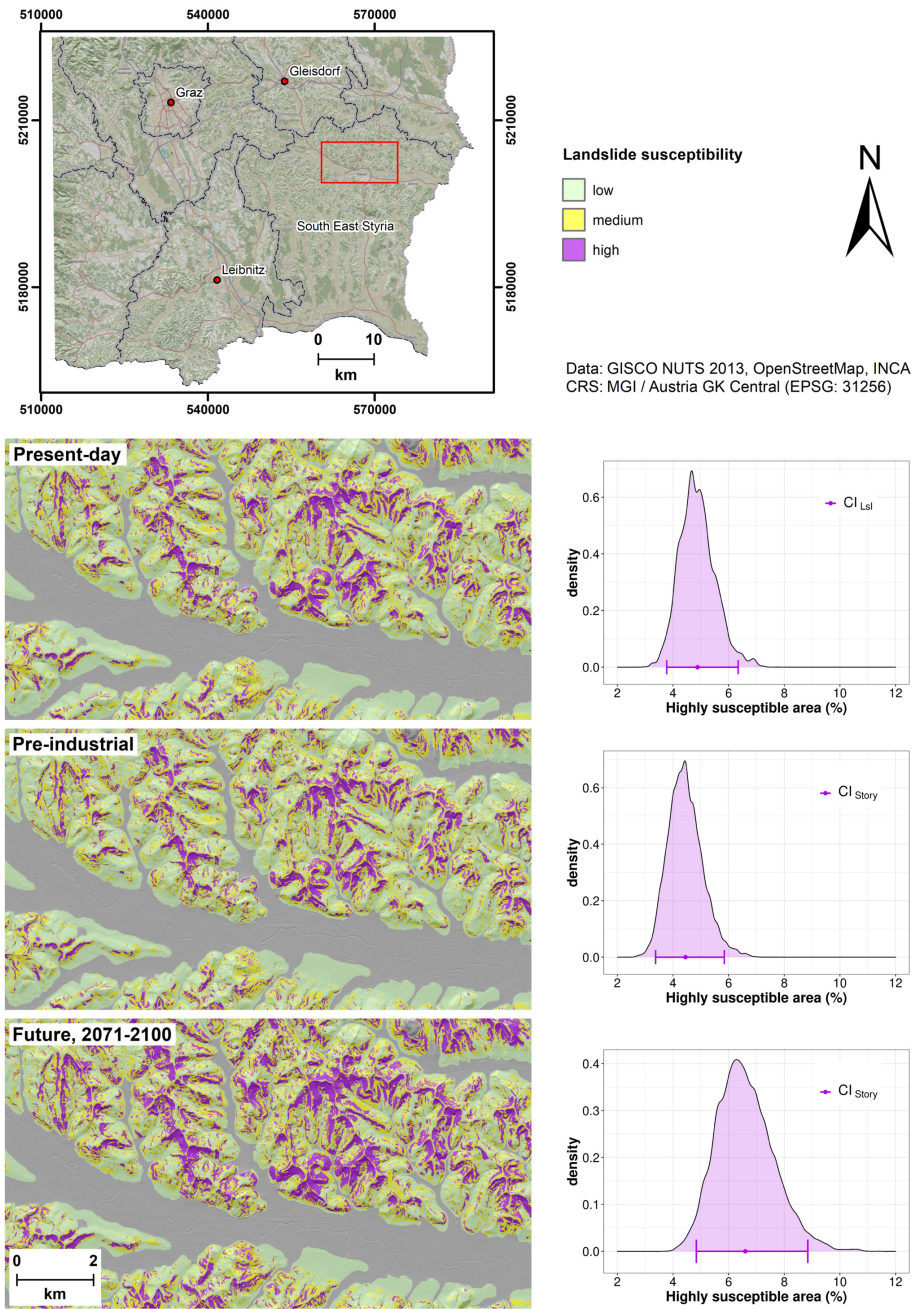 510000 540000 570000
Gleisdorf
Graz
5210000 5210000
South East Styria
Leibnitz
5180000 5180000
0 10
km
510000 540000 570000
Landslide susceptibility
low
medium
high
N
Data: GISCO NUTS 2013, OpenStreetMap, INCA
CRS: MGI / Austria GK Central (EPSG: 31256)
Present-day
0.6
0.4
0.2
0.0
density
CI Lsl
2 4 6 8 10 12
Highly susceptible area (%)
Pre-industrial
0.6
0.4
0.2
0.0
density
CI Story
2 4 6 8 10 12
Highly susceptible area (%)
Future, 2071-2100
0.4
0.3
0.2
0.1
0.0
density
CI Story
2 4 6 8 10 12
Highly susceptible area (%)
0 2
km